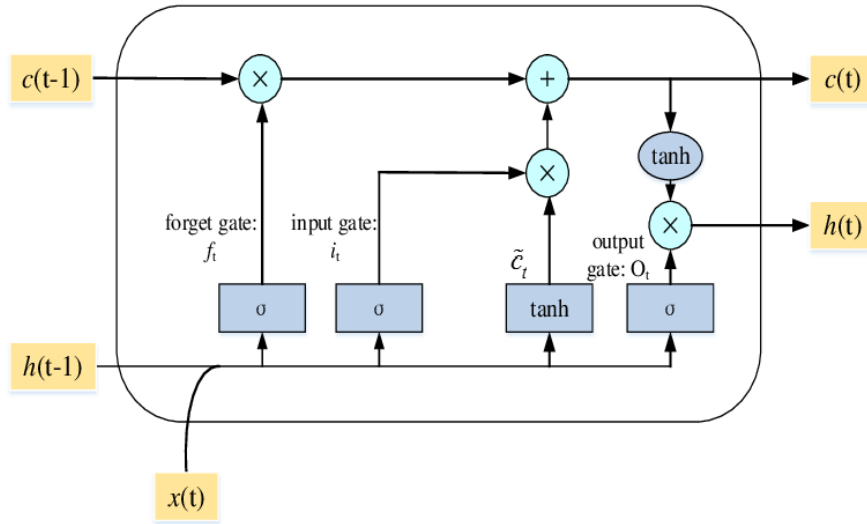 c(t-1)
×
+
c(t)
tanh
×
×
h(t)
forget gate:
fₜ
input gate:
iₜ
c̃ₜ
output
gate: Oₜ
σ
σ
tanh
σ
h(t-1)
x(t)